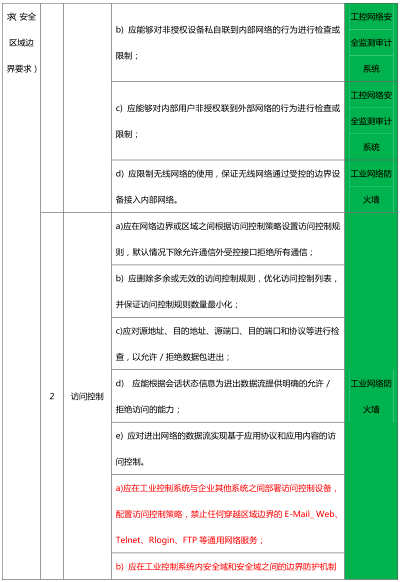 求（安全
区域边
界要求）
b）应能够对非授权设备私自联到内部网络的行为进行检查或
限制；
工控网络安
全监测审计
系统
c）应能够对内部用户非授权联到外部网络的行为进行检查或
限制；
工控网络安
全监测审计
系统
d）应限制无线网络的使用，保证无线网络通过受控的边界设
备接入内部网络。
工业网络防
火墙
2
访问控制
a)应在网络边界或区域之间根据访问控制策略设置访问控制规
则，默认情况下除允许通信外受控接口拒绝所有通信；
b）应删除多余或无效的访问控制规则，优化访问控制列表，
并保证访问控制规则数量最小化；
c)应对源地址、目的地址、源端口、目的端口和协议等进行检
查，以允许／拒绝数据包进出；
d） 应能根据会话状态信息为进出数据流提供明确的允许／
拒绝访问的能力；
e）应对进出网络的数据流实现基于应用协议和应用内容的访
问控制。
工业网络防
火墙
a)应在工业控制系统与企业其他系统之间部署访问控制设备，
配置访问控制策略，禁止任何穿越区域边界的 E-Mail_ Web、
Telnet、Rlogin、FTP 等通用网络服务；
b）应在工业控制系统内安全域和安全域之间的边界防护机制